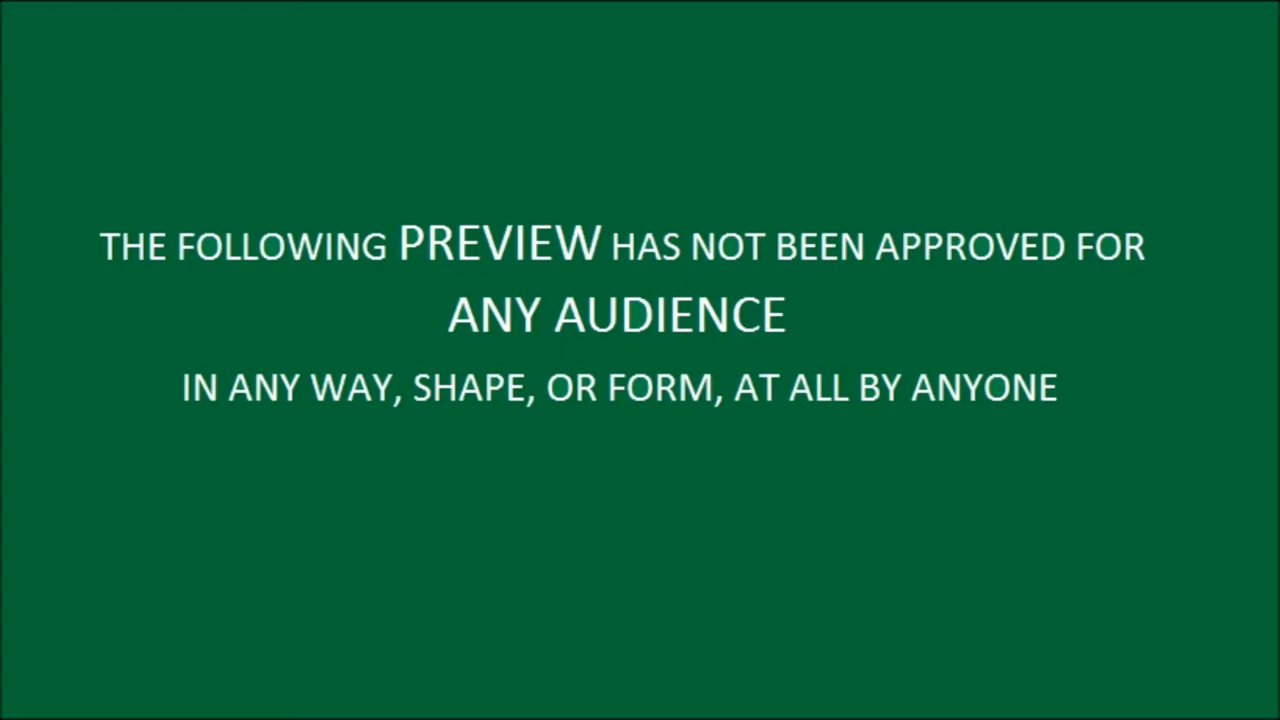 THE FOLLOWING PREVIEW HAS NOT BEEN APPROVED FOR
ANY AUDIENCE
IN ANY WAY, SHAPE, OR FORM, AT ALL BY ANYONE